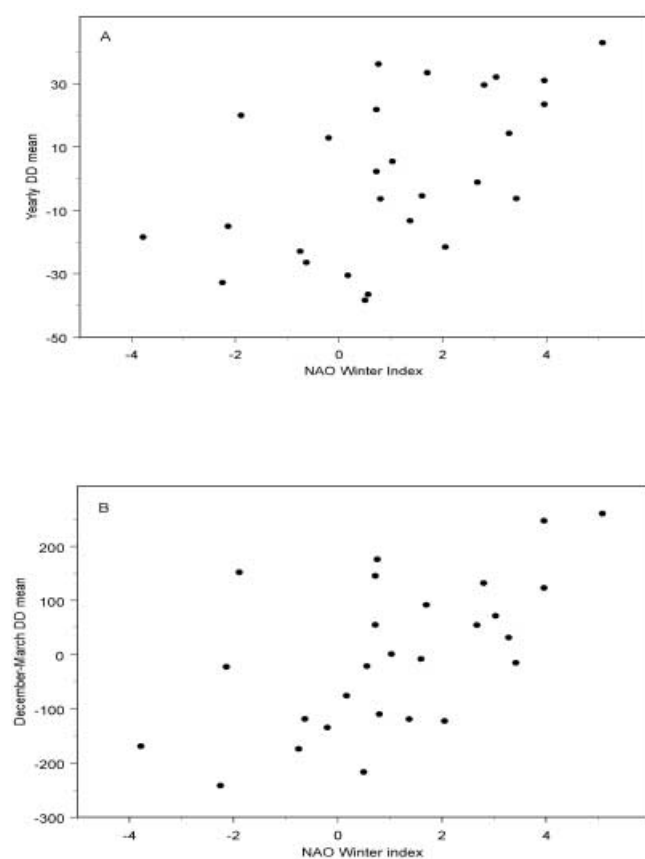 A
30
10
-10
-30
-50
Yearly DD mean
-4 -2 0 2 4
NAO Winter Index
B
200
100
0
-100
-200
-300
December-March DD mean
-4 -2 0 2 4
NAO Winter index